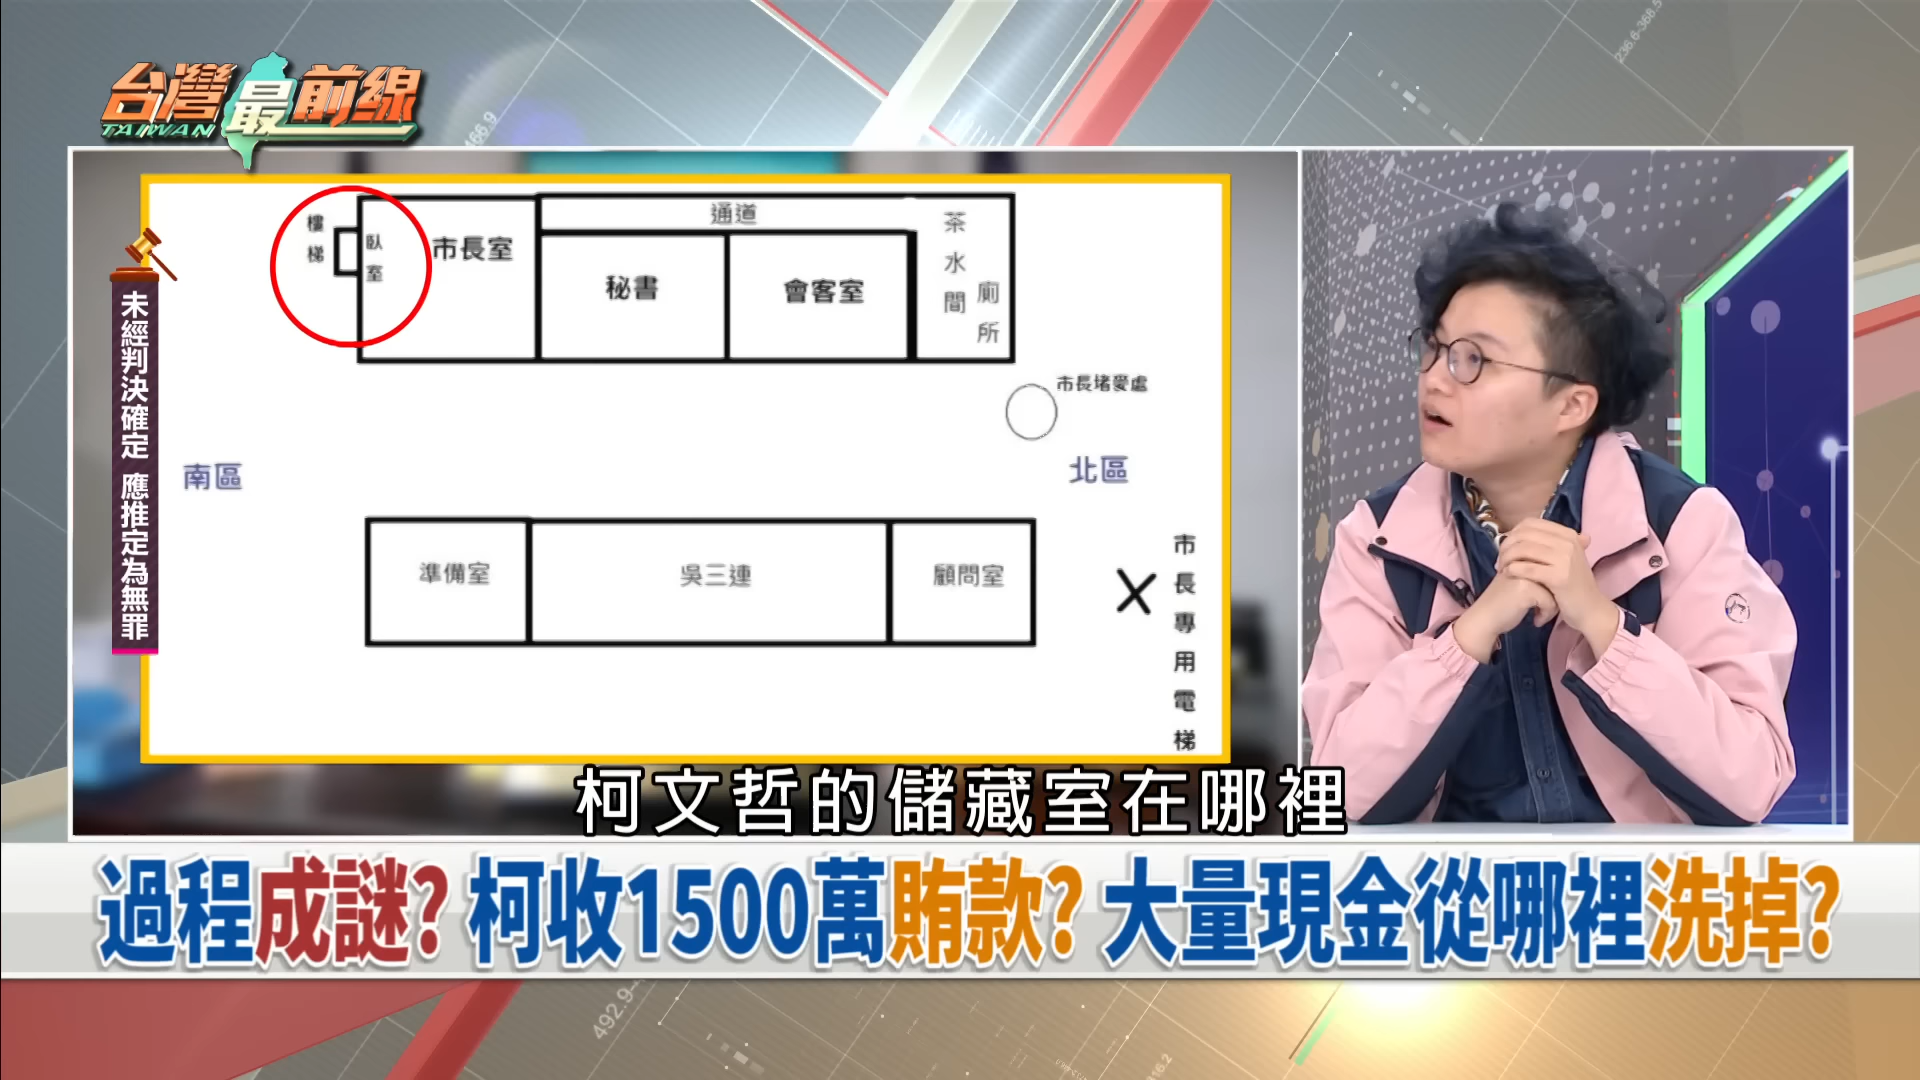 台灣最前線
TAIWAN
未經判決確定 應推定為無罪
樓梯
臥室
市長室
通道
秘書
會客室
茶水間
廁所
市長堵麥處
南區
北區
準備室
吳三連
顧問室
市長專用電梯
柯文哲的儲藏室在哪裡
過程成謎? 柯收1500萬賄款? 大量現金從哪裡洗掉?